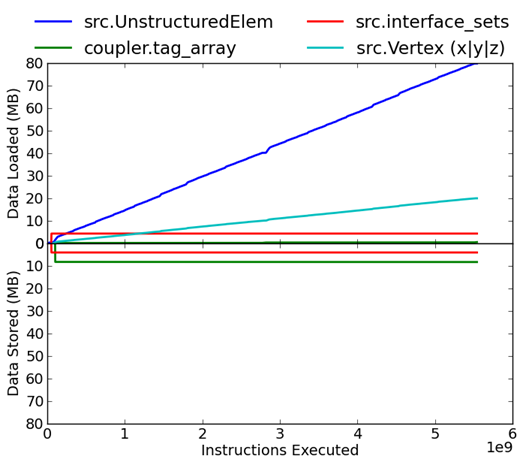 src.UnstructuredElem src.interface_sets
coupler.tag_array src.Vertex (x|y|z)
80
70
60
50
40
30
20
10
0
10
20
30
40
50
60
70
80
Data Loaded (MB)
Data Stored (MB)
0 1 2 3 4 5 6
Instructions Executed 1e9